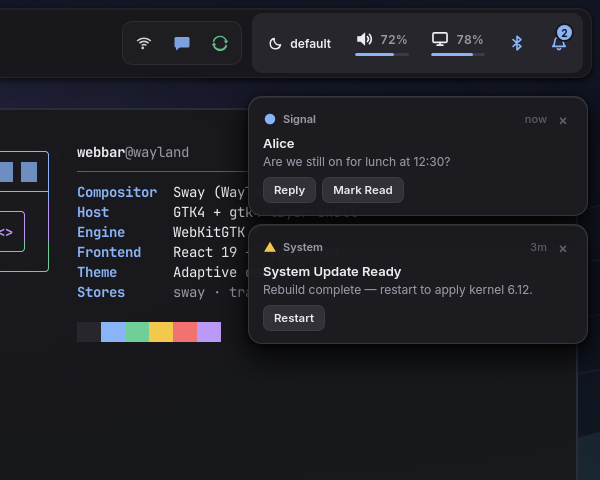 default
72%
78%
2
Signal
now
×
Alice
Are we still on for lunch at 12:30?
Reply
Mark Read
System
3m
×
System Update Ready
Rebuild complete — restart to apply kernel 6.12.
Restart
<>
webbar@wayland
Compositor Sway (Way
Host GTK4 + gtk
Engine WebKitGTK
Frontend React 19
Theme Adaptive
Stores sway · tra